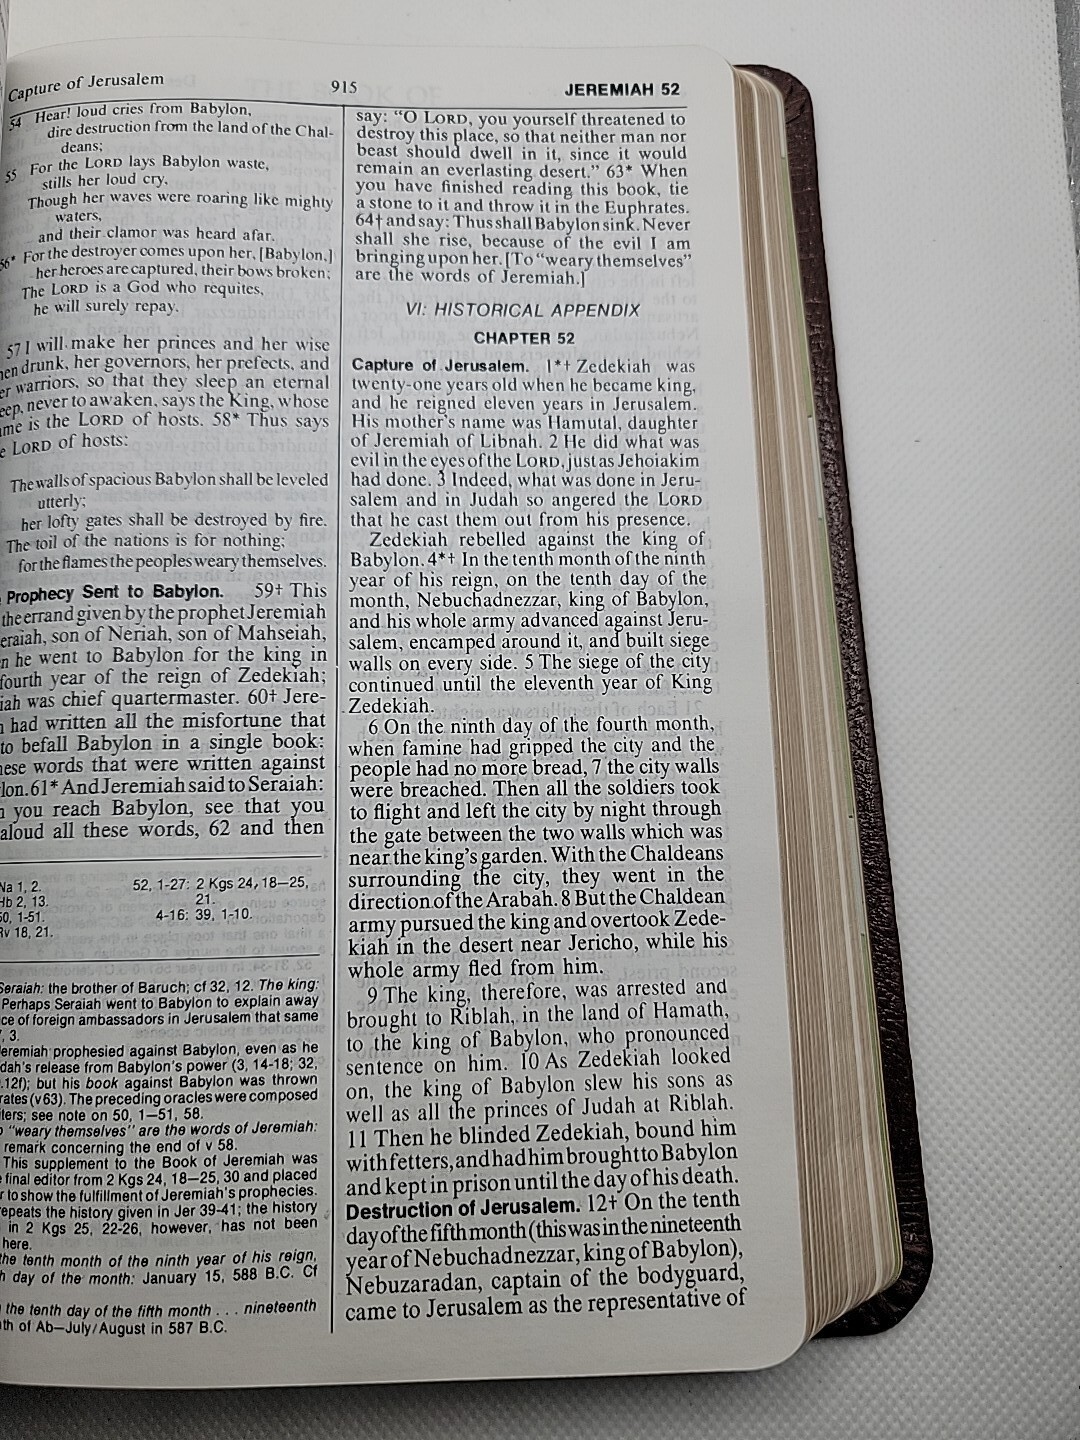 Capture of Jerusalem
915
JEREMIAH 52
54 Hear! loud cries from Babylon,
dire destruction from the land of the Chal-
deans;
55 For the LORD lays Babylon waste,
stills her loud cry,
Though her waves were roaring like mighty
waters,
and their clamor was heard afar.
56* For the destroyer comes upon her, [Babylon,]
her heroes are captured, their bows broken;
The LORD is a God who requites,
he will surely repay.
57 I will make her princes and her wise
drunk, her governors, her prefects, and
warriors, so that they sleep an eternal
never to awaken, says the King, whose
is the LORD of hosts. 58* Thus says
LORD of hosts:
The walls of spacious Babylon shall be leveled
utterly;
her lofty gates shall be destroyed by fire.
The toil of the nations is for nothing;
for the flames the peoples weary themselves.
Prophecy Sent to Babylon. 59† This
the errand given by the prophet Jeremiah
son of Neriah, son of Mahseiah,
he went to Babylon for the king in
fourth year of the reign of Zedekiah;
was chief quartermaster. 60† Jere-
had written all the misfortune that
to befall Babylon in a single book:
words that were written against
61* And Jeremiah said to Seraiah:
you reach Babylon, see that you
aloud all these words, 62 and then
Na 1, 2.
Hb 2, 13.
50, 1-51.
Rv 18, 21.
52, 1-27: 2 Kgs 24, 18—25,
21.
4-16: 39, 1-10.
Seraiah: the brother of Baruch; cf 32, 12. The king:
Perhaps Seraiah went to Babylon to explain away
of foreign ambassadors in Jerusalem that same
3.
Jeremiah prophesied against Babylon, even as he
release from Babylon's power (3, 14-18; 32,
but his book against Babylon was thrown
(v 63). The preceding oracles were composed
see note on 50, 1—51, 58.
"weary themselves" are the words of Jeremiah:
remark concerning the end of v 58.
This supplement to the Book of Jeremiah was
final editor from 2 Kgs 24, 18—25, 30 and placed
to show the fulfillment of Jeremiah's prophecies.
repeats the history given in Jer 39-41; the history
in 2 Kgs 25, 22-26, however, has not been
here.
the tenth month of the ninth year of his reign,
day of the month: January 15, 588 B.C. Cf
the tenth day of the fifth month . . . nineteenth
of Ab—July/August in 587 B.C.
say: "O LORD, you yourself threatened to
destroy this place, so that neither man nor
beast should dwell in it, since it would
remain an everlasting desert." 63* When
you have finished reading this book, tie
a stone to it and throw it in the Euphrates.
64† and say: Thus shall Babylon sink. Never
shall she rise, because of the evil I am
bringing upon her. [To "weary themselves"
are the words of Jeremiah.]
VI: HISTORICAL APPENDIX
CHAPTER 52
Capture of Jerusalem. 1*† Zedekiah was
twenty-one years old when he became king,
and he reigned eleven years in Jerusalem.
His mother's name was Hamutal, daughter
of Jeremiah of Libnah. 2 He did what was
evil in the eyes of the LORD, just as Jehoiakim
had done. 3 Indeed, what was done in Jeru-
salem and in Judah so angered the LORD
that he cast them out from his presence.
Zedekiah rebelled against the king of
Babylon. 4*† In the tenth month of the ninth
year of his reign, on the tenth day of the
month, Nebuchadnezzar, king of Babylon,
and his whole army advanced against Jeru-
salem, encamped around it, and built siege
walls on every side. 5 The siege of the city
continued until the eleventh year of King
Zedekiah.
6 On the ninth day of the fourth month,
when famine had gripped the city and the
people had no more bread, 7 the city walls
were breached. Then all the soldiers took
to flight and left the city by night through
the gate between the two walls which was
near the king's garden. With the Chaldeans
surrounding the city, they went in the
direction of the Arabah. 8 But the Chaldean
army pursued the king and overtook Zede-
kiah in the desert near Jericho, while his
whole army fled from him.
9 The king, therefore, was arrested and
brought to Riblah, in the land of Hamath,
to the king of Babylon, who pronounced
sentence on him. 10 As Zedekiah looked
on, the king of Babylon slew his sons as
well as all the princes of Judah at Riblah.
11 Then he blinded Zedekiah, bound him
with fetters, and had him brought to Babylon
and kept in prison until the day of his death.
Destruction of Jerusalem. 12† On the tenth
day of the fifth month (this was in the nineteenth
year of Nebuchadnezzar, king of Babylon),
Nebuzaradan, captain of the bodyguard,
came to Jerusalem as the representative of